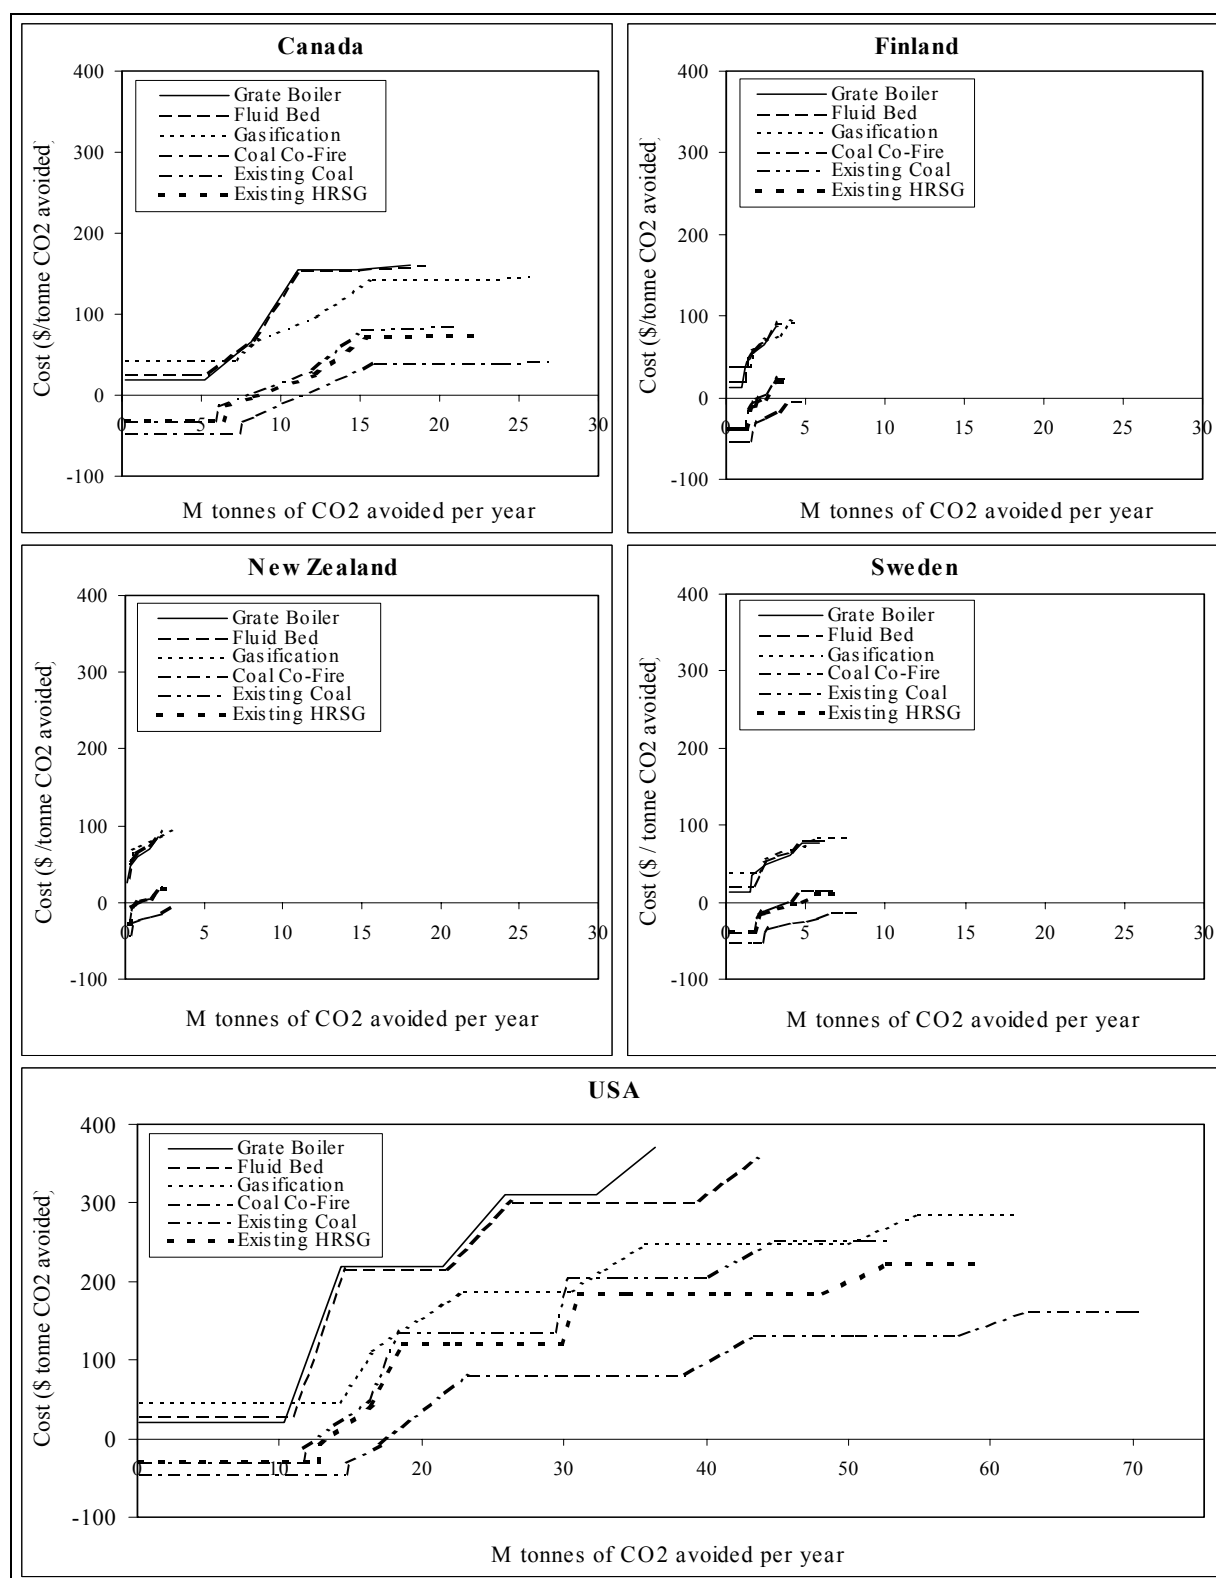 Canada
400
300
200
100
0
-100
Cost ($/tonne CO2 avoided)
Grate Boiler
Fluid Bed
Gasification
Coal Co-Fire
Existing Coal
Existing HRSG
0 5 10 15 20 25 30
M tonnes of CO2 avoided per year
Finland
400
300
200
100
0
-100
Cost ($/tonne CO2 avoided)
Grate Boiler
Fluid Bed
Gasification
Coal Co-Fire
Existing Coal
Existing HRSG
0 5 10 15 20 25 30
M tonnes of CO2 avoided per year
New Zealand
400
300
200
100
0
-100
Cost ($ /tonne CO2 avoided)
Grate Boiler
Fluid Bed
Gasification
Coal Co-Fire
Existing Coal
Existing HRSG
0 5 10 15 20 25 30
M tonnes of CO2 avoided per year
Sweden
400
300
200
100
0
-100
Cost ($ / tonne CO2 avoided)
Grate Boiler
Fluid Bed
Gasification
Coal Co-Fire
Existing Coal
Existing HRSG
0 5 10 15 20 25 30
M tonnes of CO2 avoided per year
USA
400
300
200
100
0
-100
Cost ($ tonne CO2 avoided)
Grate Boiler
Fluid Bed
Gasification
Coal Co-Fire
Existing Coal
Existing HRSG
0 10 20 30 40 50 60 70
M tonnes of CO2 avoided per year